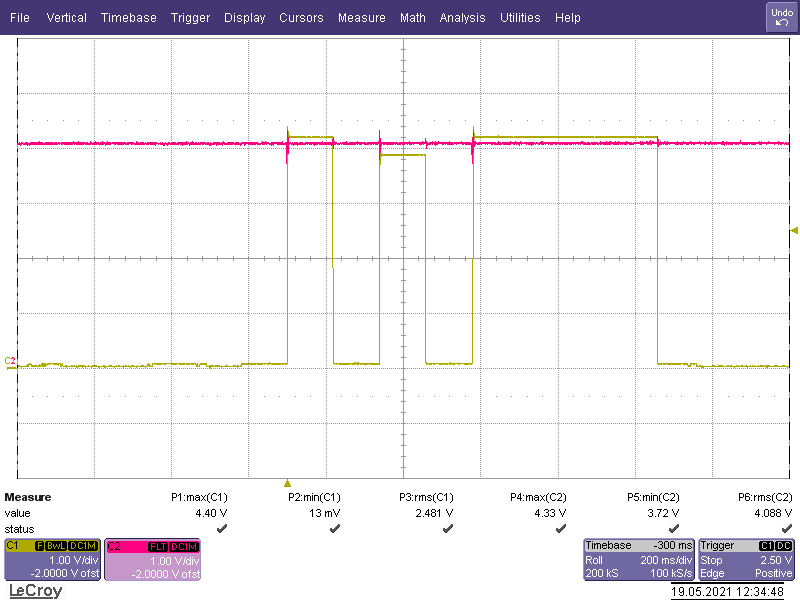 File Vertical Timebase Trigger Display Cursors Measure Math Analysis Utilities Help Undo
C2
Measure P1:max(C1) P2:min(C1) P3:rms(C1) P4:max(C2) P5:min(C2) P6:rms(C2)
value 4.40 V 13 mV 2.481 V 4.33 V 3.72 V 4.088 V
status
C1 F BwL DC1M C2 FLT DC1M Timebase -300 ms Trigger C1 DC
1.00 V/div 1.00 V/div Roll 200 ms/div Stop 2.50 V
-2.0000 V ofst -2.0000 V ofst 200 kS 100 kS/s Edge Positive
LeCroy 19.05.2021 12:34:48